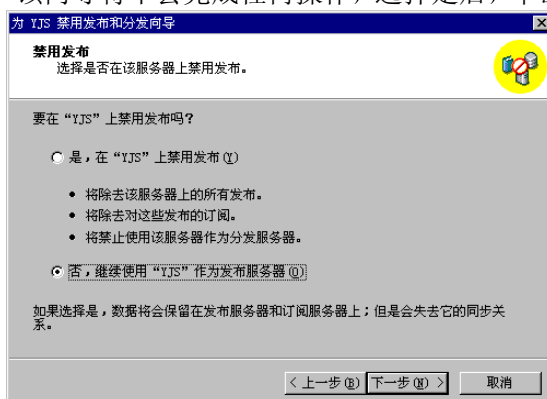 为 YJS 禁用发布和分发向导
禁用发布
选择是否在该服务器上禁用发布。
要在“YJS”上禁用发布吗?
是,在“YJS”上禁用发布(Y)
• 将除去该服务器上的所有发布。
• 将除去对这些发布的订阅。
• 将禁止使用该服务器作为分发服务器。
否,继续使用“YJS”作为发布服务器(O)
如果选择是,数据将会保留在发布服务器和订阅服务器上;但是会失去它的同步关
系。
< 上一步(B) 下一步(N) > 取消